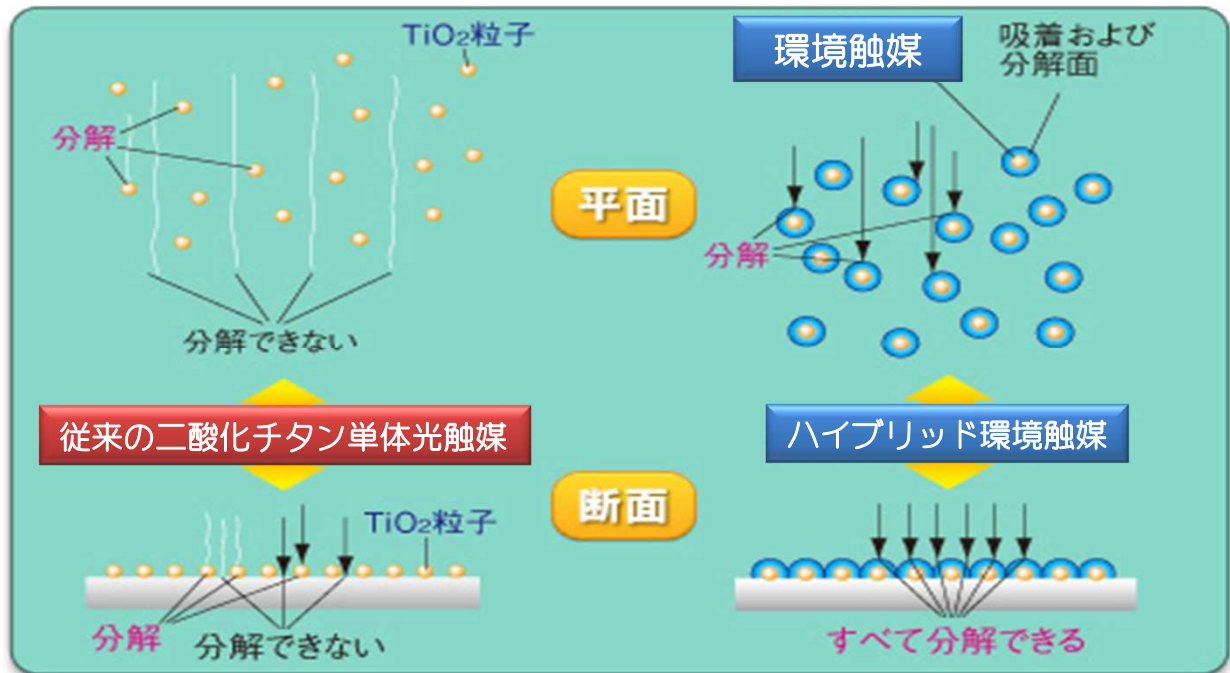 TiO₂粒子
環境触媒
吸着および
分解面
分解
平面
分解
分解できない
従来の二酸化チタン単体光触媒
ハイブリッド環境触媒
断面
TiO₂粒子
分解
分解できない
すべて分解できる